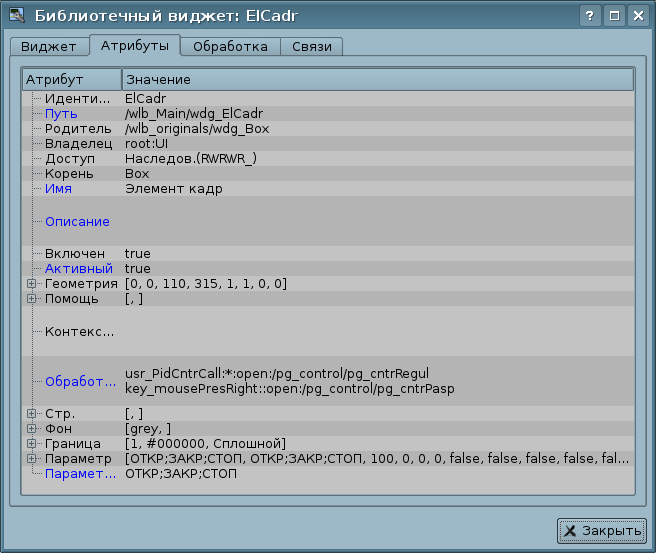 Библиотечный виджет: ElCadr
Виджет Атрибуты Обработка Связи
Атрибут Значение
Иденти... ElCadr
Путь /wlb_Main/wdg_ElCadr
Родитель /wlb_originals/wdg_Box
Владелец root:UI
Доступ Наследов.(RWRWR_)
Корень Box
Имя Элемент кадр
Описание
Включен true
Активный true
Геометрия [0, 0, 110, 315, 1, 1, 0, 0]
Помощь [, ]
Контекс...
usr_PidCntrCall:*:open:/pg_control/pg_cntrRegul
Обработ... key_mousePresRight::open:/pg_control/pg_cntrPasp
Стр. [, ]
Фон [grey, ]
Граница [1, #000000, Сплошной]
Параметр [ОТКР;ЗАКР;СТОП, ОТКР;ЗАКР;СТОП, 100, 0, 0, 0, false, false, false, false, fal...
Парамет... ОТКР;ЗАКР;СТОП
Закрыть